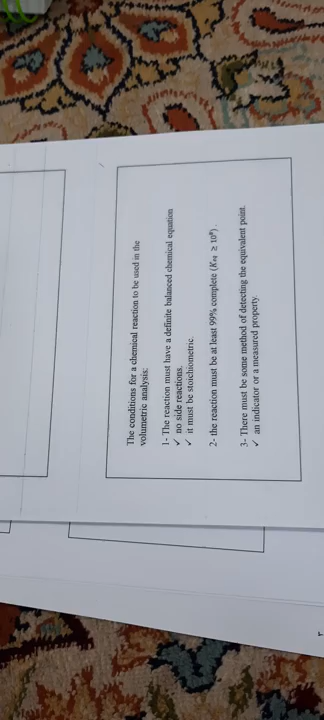 The conditions for a chemical reaction to be used in the
volumetric analysis:
1- The reaction must have a definite balanced chemical equation
✓ no side reactions.
✓ it must be stoichiometric.
2- the reaction must be at least 99% complete (Keq ≥ 10⁸).
3- There must be some method of detecting the equivalent point.
✓ an indicator or a measured property.